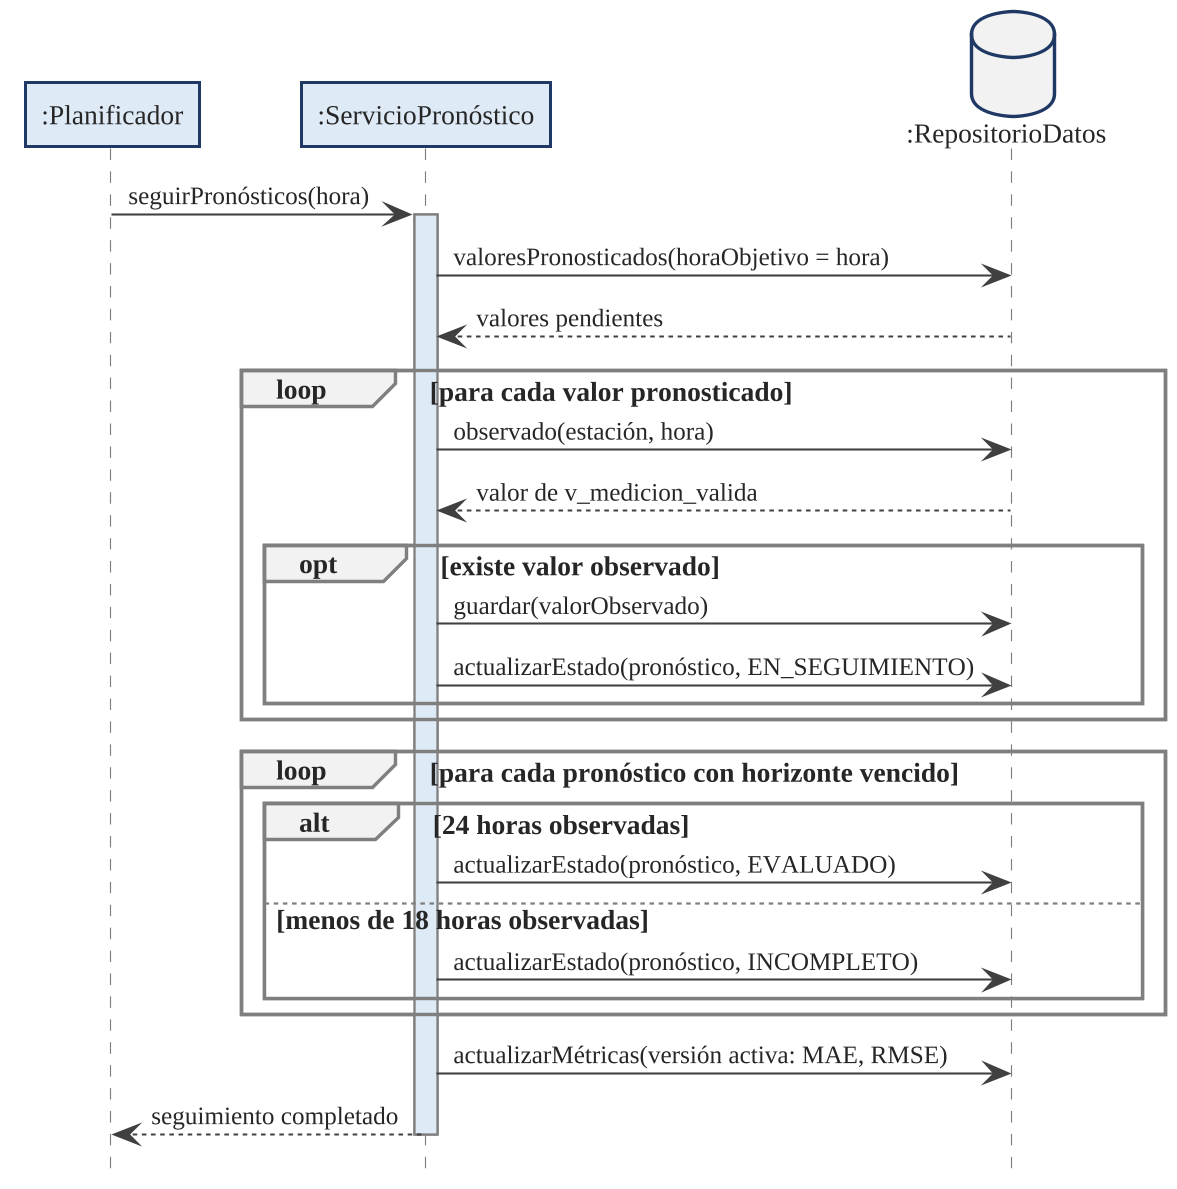 :Planificador
:ServicioPronóstico
:RepositorioDatos
seguirPronósticos(hora)
valoresPronosticados(horaObjetivo = hora)
valores pendientes
loop
[para cada valor pronosticado]
observado(estación, hora)
valor de v_medicion_valida
opt
[existe valor observado]
guardar(valorObservado)
actualizarEstado(pronóstico, EN_SEGUIMIENTO)
loop
[para cada pronóstico con horizonte vencido]
alt
[24 horas observadas]
actualizarEstado(pronóstico, EVALUADO)
[menos de 18 horas observadas]
actualizarEstado(pronóstico, INCOMPLETO)
actualizarMétricas(versión activa: MAE, RMSE)
seguimiento completado